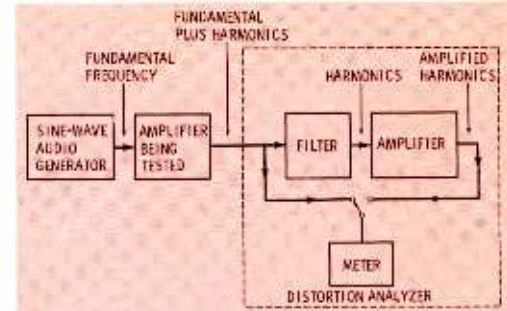 FUNDAMENTAL
PLUS HARMONICS
FUNDAMENTAL
FREQUENCY
HARMONICS
AMPLIFIED
HARMONICS
SINE-WAVE
AUDIO
GENERATOR
AMPLIFIER
BEING
TESTED
FILTER
AMPLIFIER
METER
DISTORTION ANALYZER